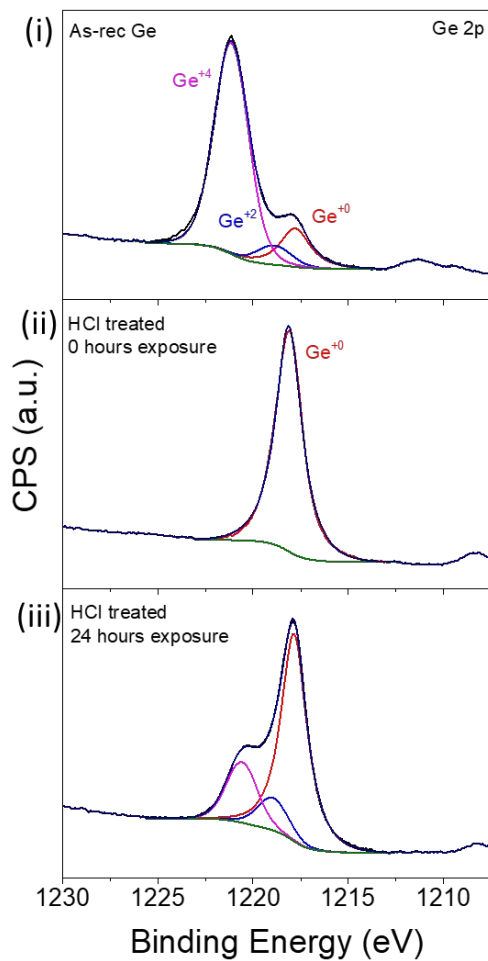 (i) As-rec Ge Ge 2p
Ge⁺⁴
Ge⁺² Ge⁺⁰
(ii) HCl treated
0 hours exposure
Ge⁺⁰
(iii) HCl treated
24 hours exposure
CPS (a.u.)
1230 1225 1220 1215 1210
Binding Energy (eV)